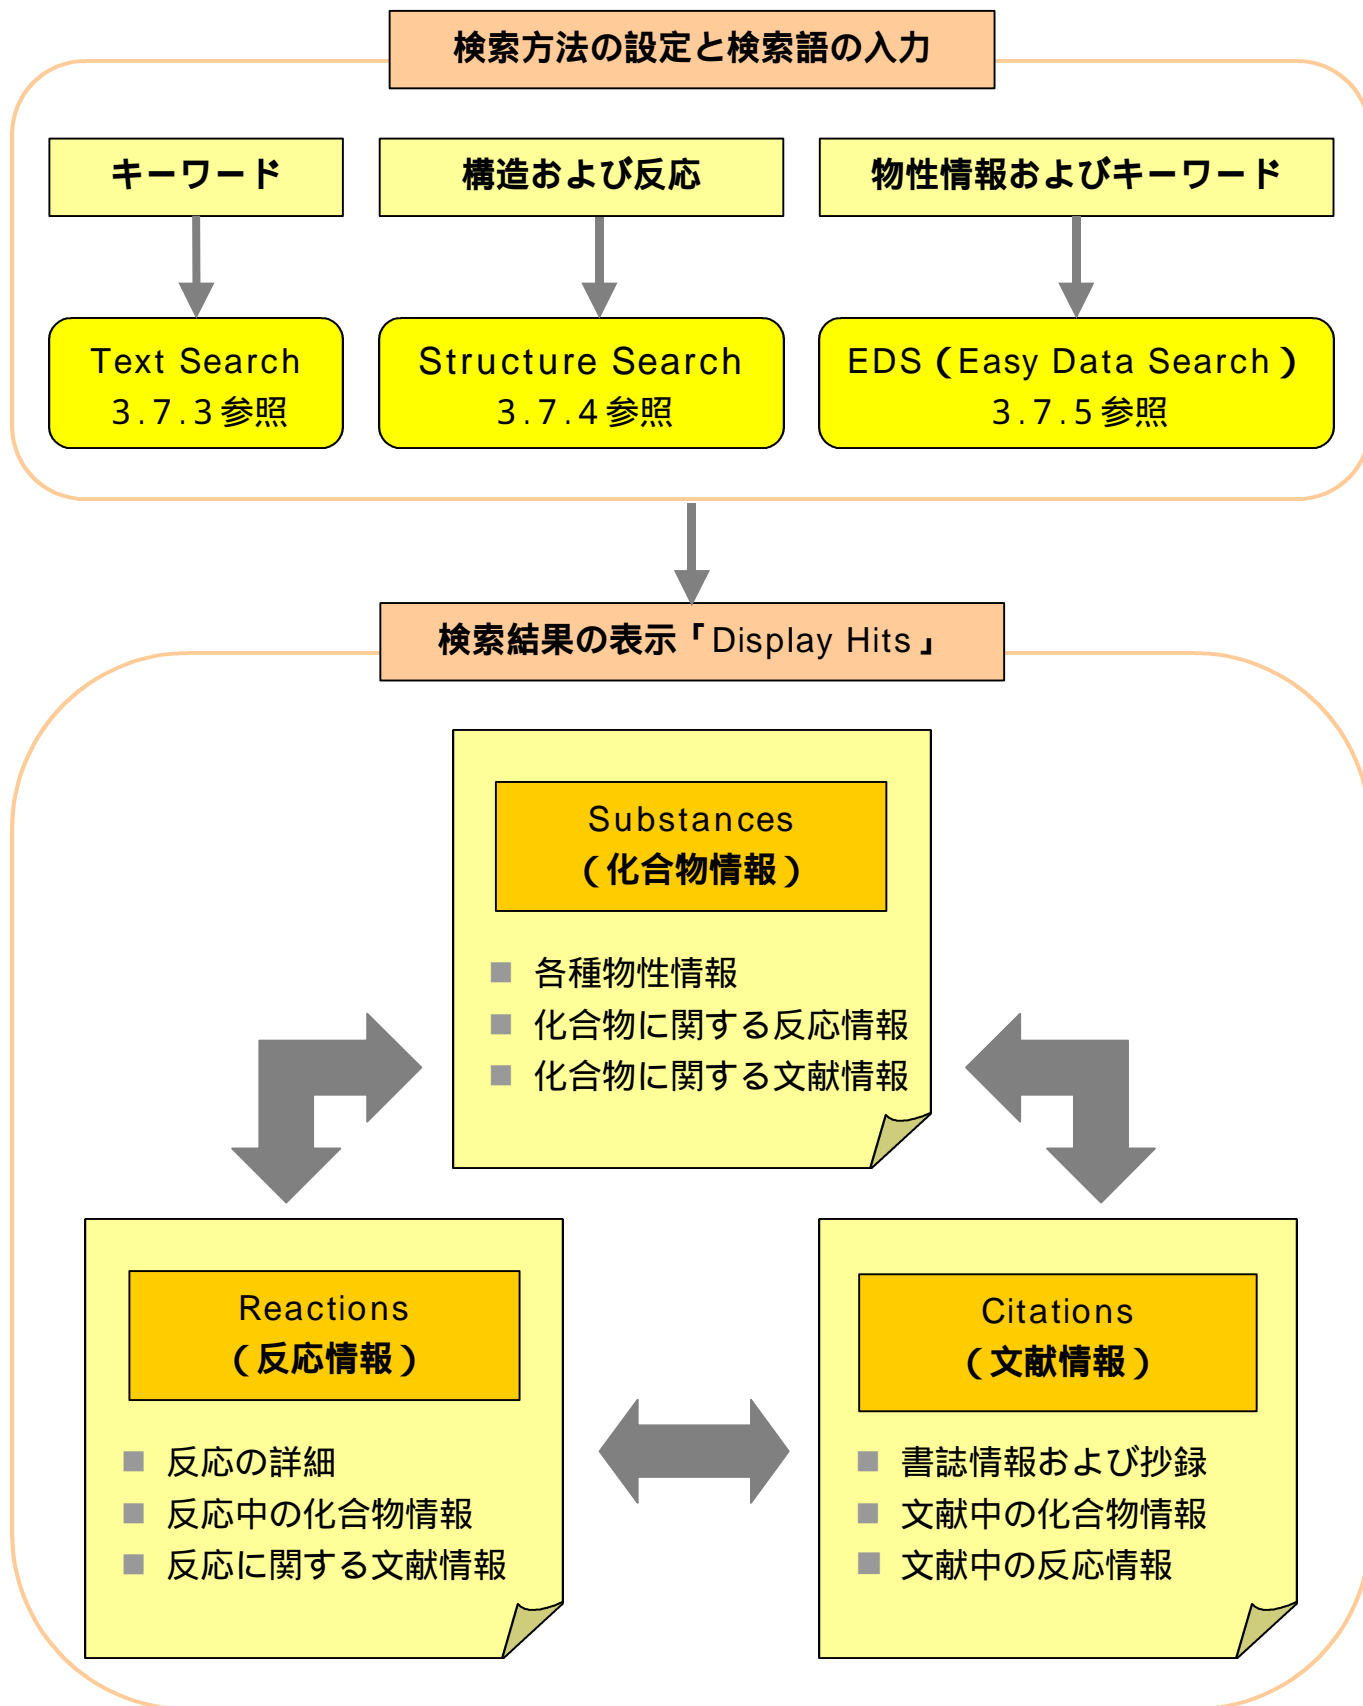 検索方法の設定と検索語の入力
キーワード
構造および反応
物性情報およびキーワード
Text Search
3.7.3参照
Structure Search
3.7.4参照
EDS(Easy Data Search)
3.7.5参照
検索結果の表示「Display Hits」
Substances
(化合物情報)
■ 各種物性情報
■ 化合物に関する反応情報
■ 化合物に関する文献情報
Reactions
(反応情報)
■ 反応の詳細
■ 反応中の化合物情報
■ 反応に関する文献情報
Citations
(文献情報)
■ 書誌情報および抄録
■ 文献中の化合物情報
■ 文献中の反応情報